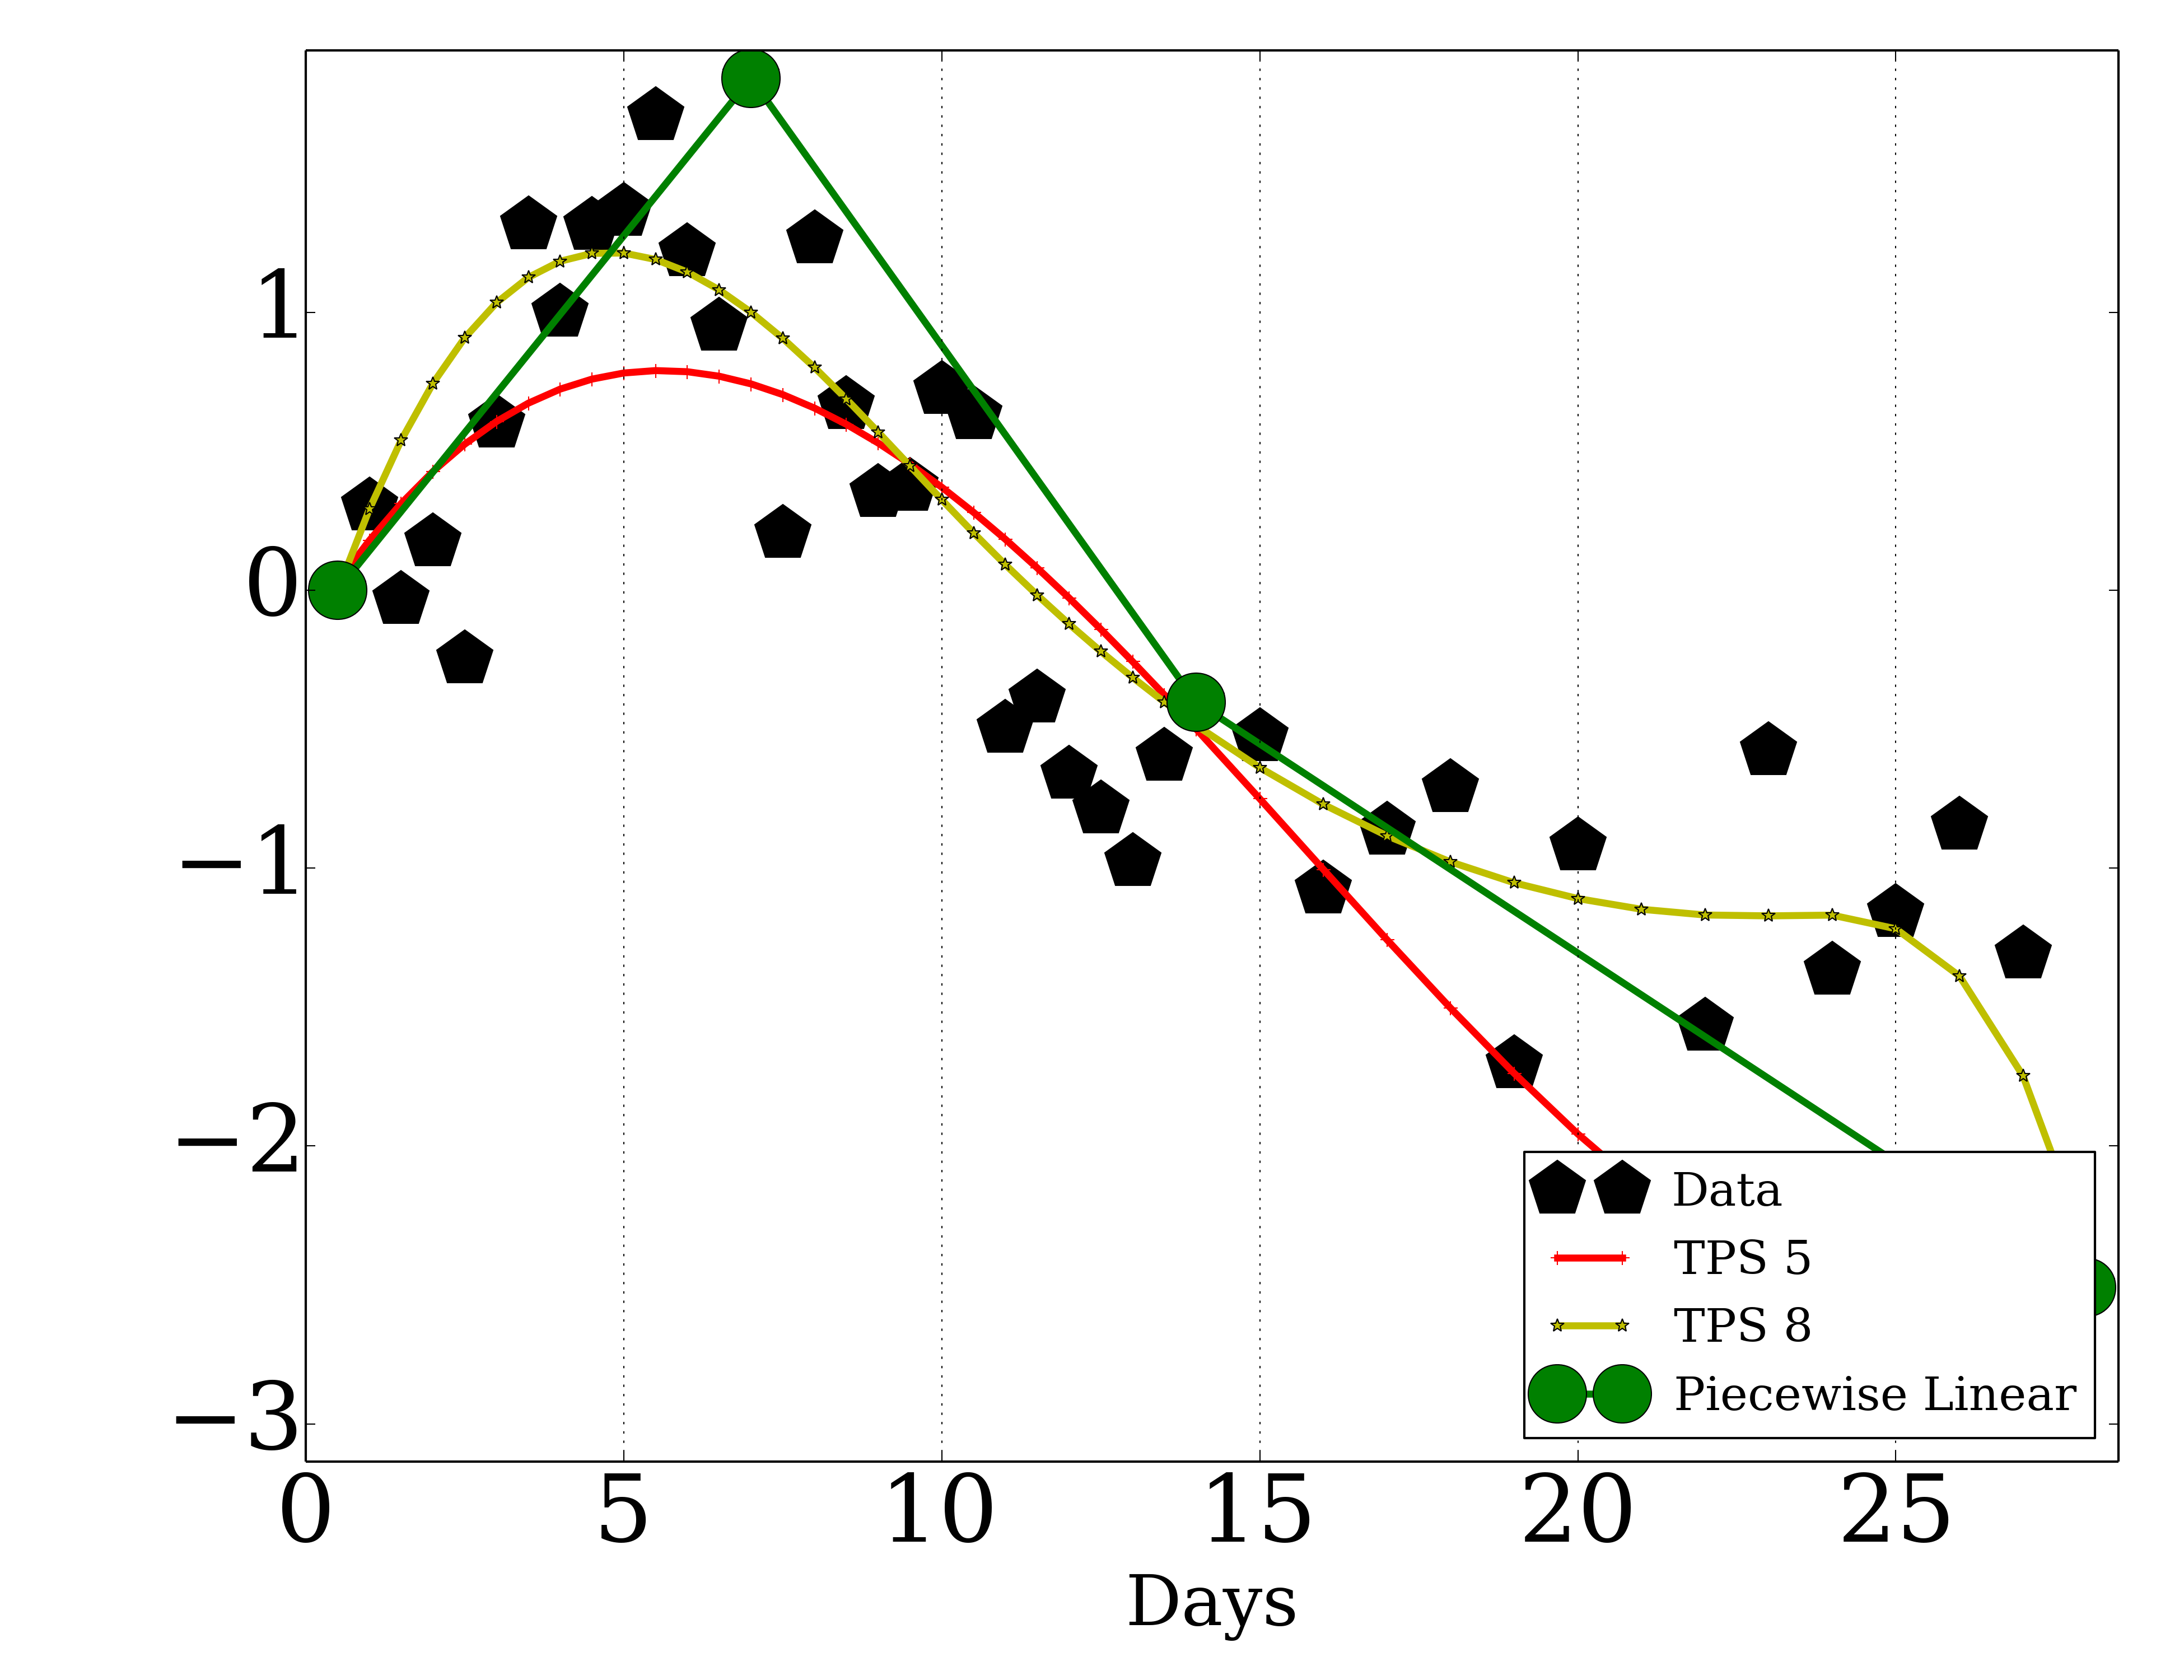 1
0
−1
−2
−3
0 5 10 15 20 25
Days
Data
TPS 5
TPS 8
Piecewise Linear